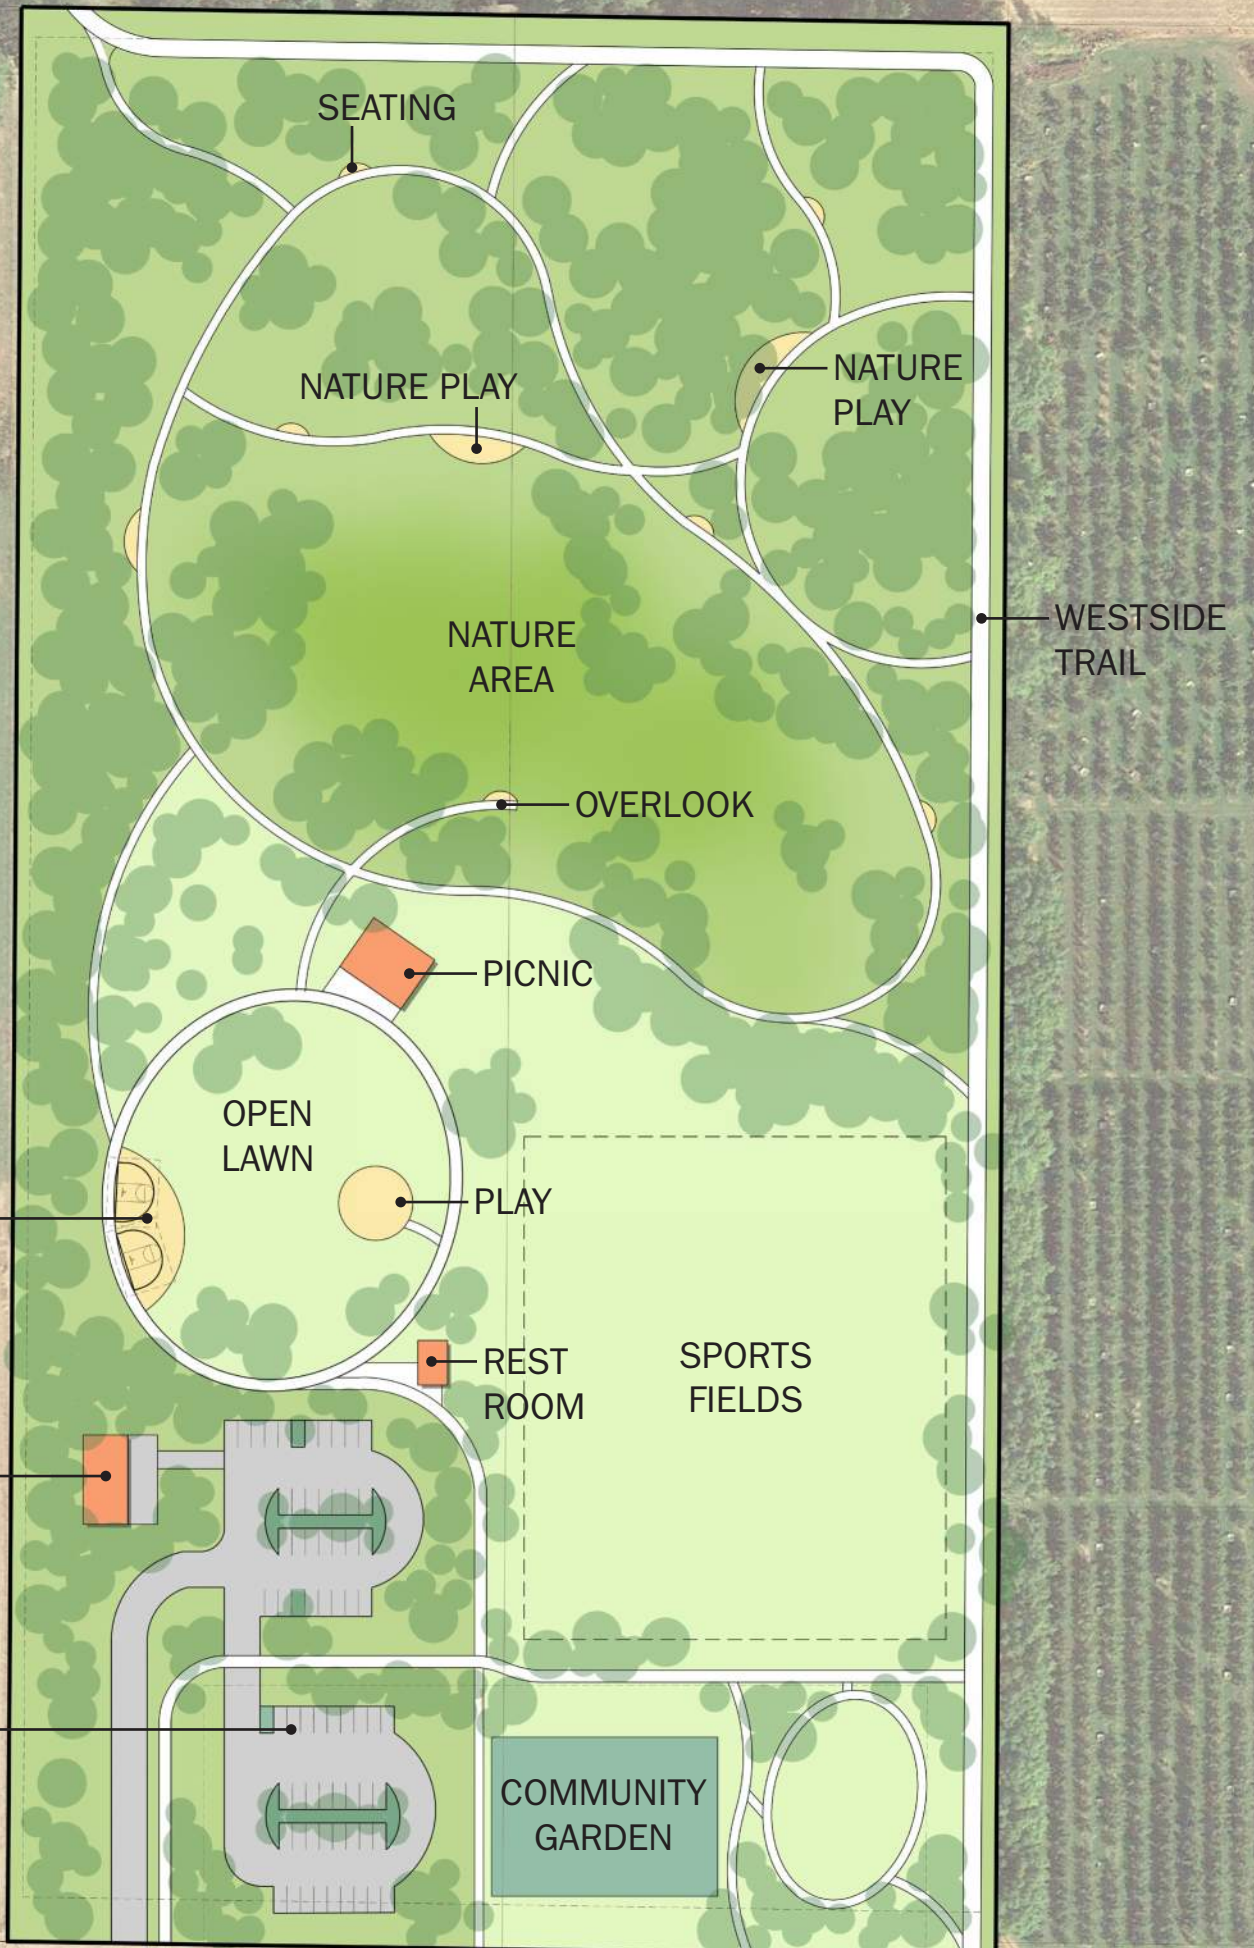 SEATING
NATURE PLAY
NATURE
PLAY
NATURE
AREA
WESTSIDE
TRAIL
OVERLOOK
PICNIC
OPEN
LAWN
PLAY
REST
ROOM
SPORTS
FIELDS
COMMUNITY
GARDEN